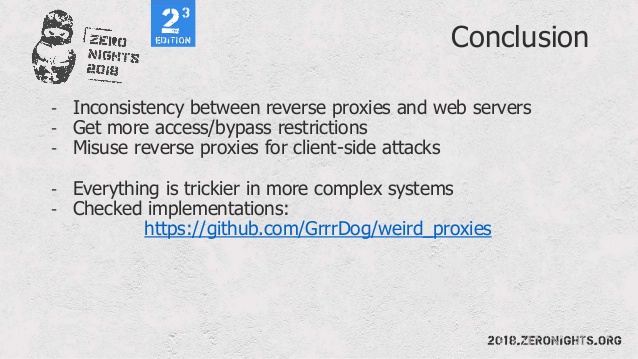 ZERO
NIGHTS
2018
2³
EDITION
Conclusion
- Inconsistency between reverse proxies and web servers
- Get more access/bypass restrictions
- Misuse reverse proxies for client-side attacks
- Everything is trickier in more complex systems
- Checked implementations:
https://github.com/GrrrDog/weird_proxies
2018.ZERONIGHTS.ORG